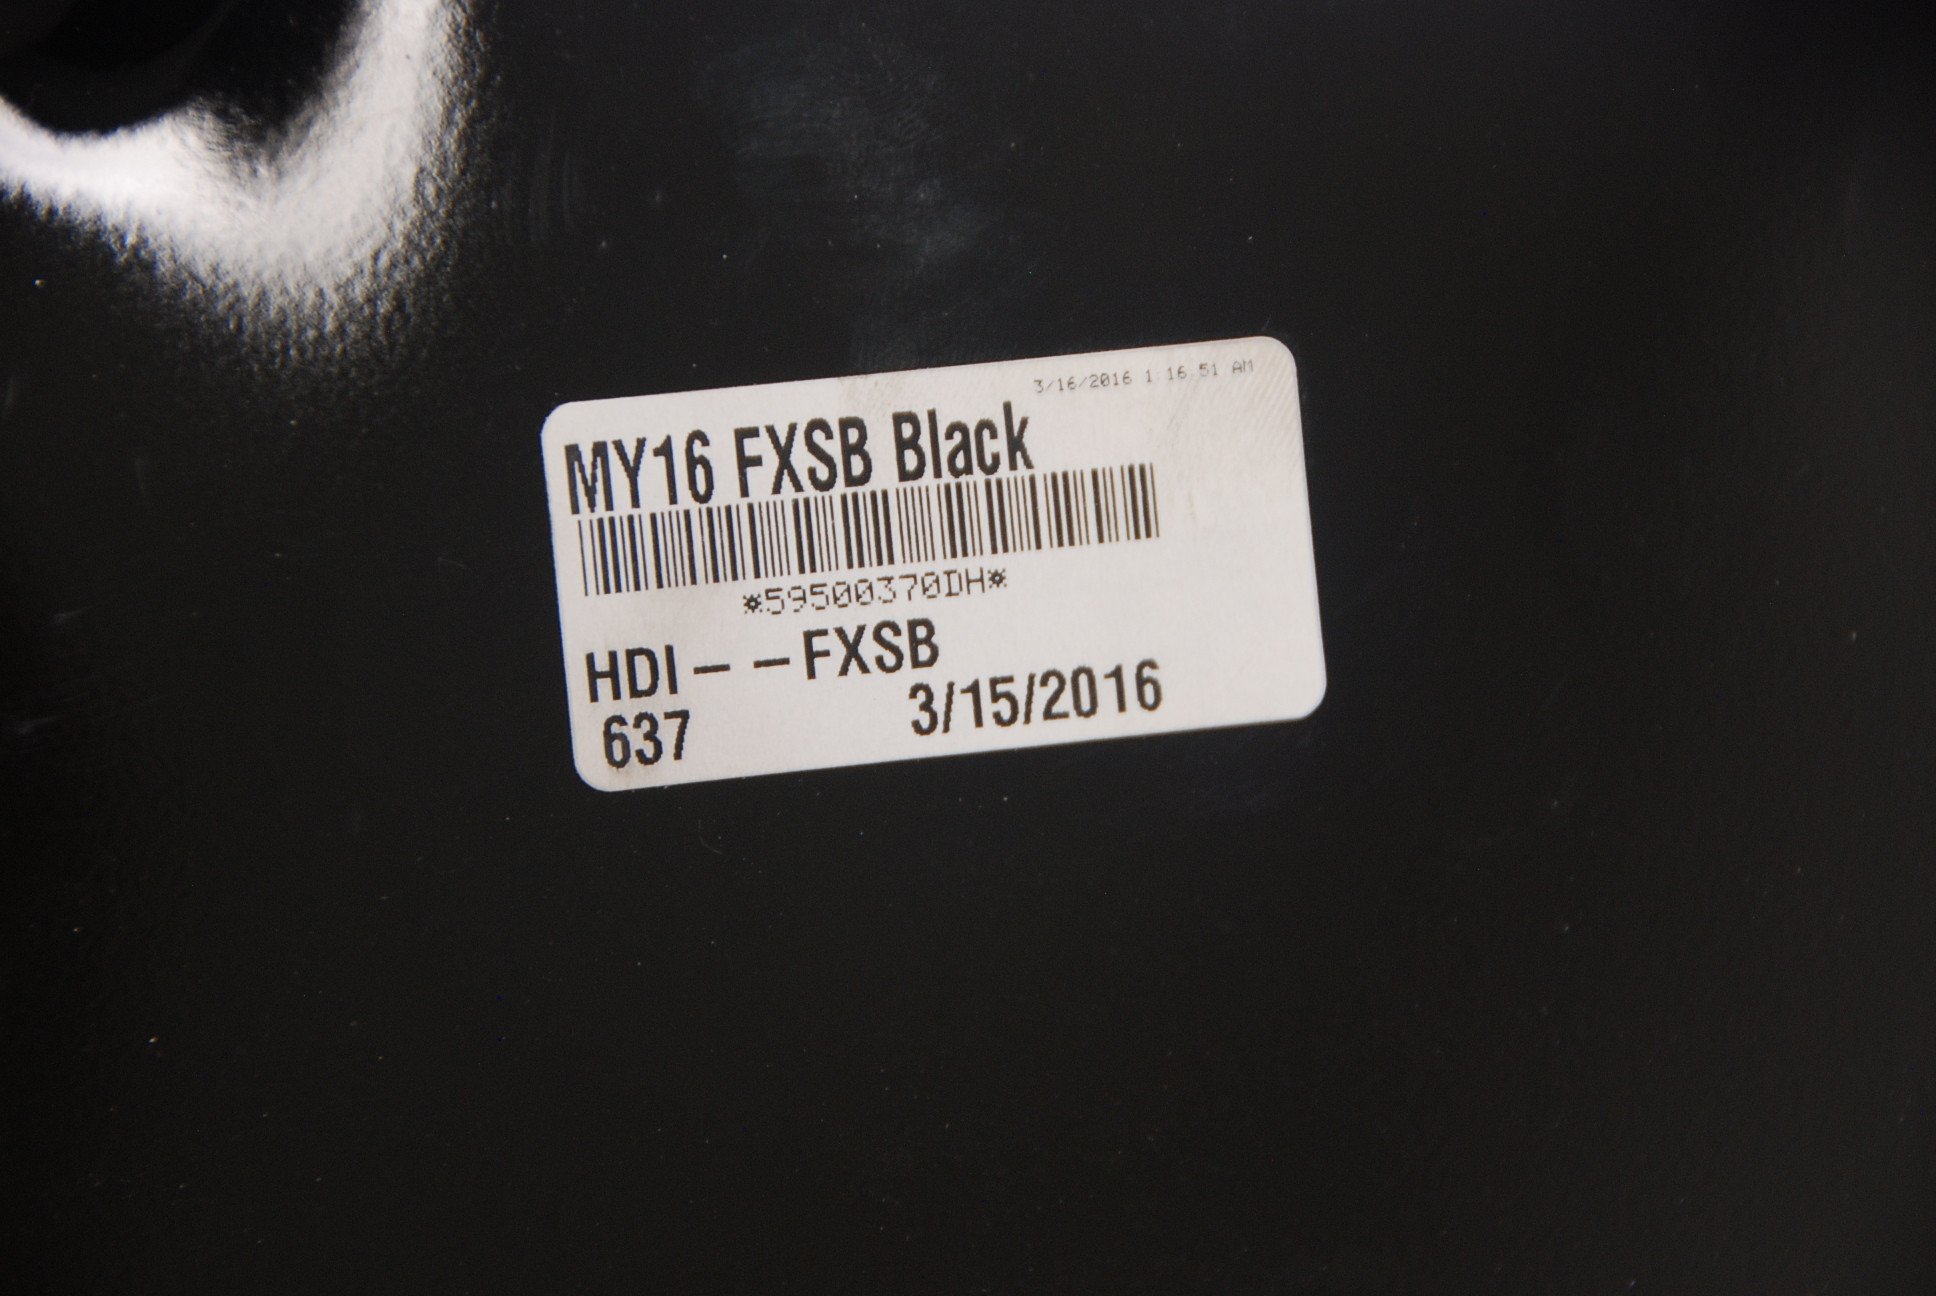 3/16/2016 1:16:51 AM
MY16 FXSB Black
*59500370DH*
HDI - - FXSB
637 3/15/2016